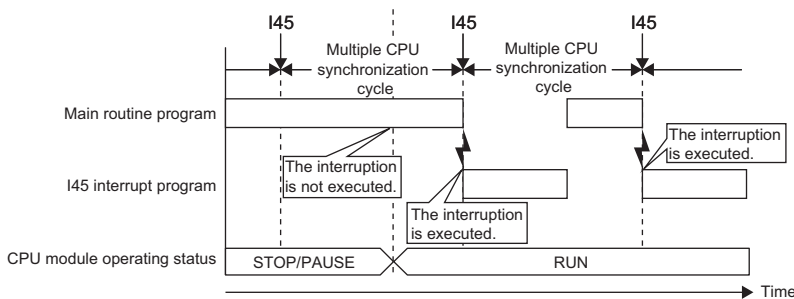 I45
I45
I45
Multiple CPU
synchronization
cycle
Multiple CPU
synchronization
cycle
Main routine program
The interruption
is executed.
The interruption
is not executed.
I45 interrupt program
The interruption
is executed.
CPU module operating status
STOP/PAUSE
RUN
Time